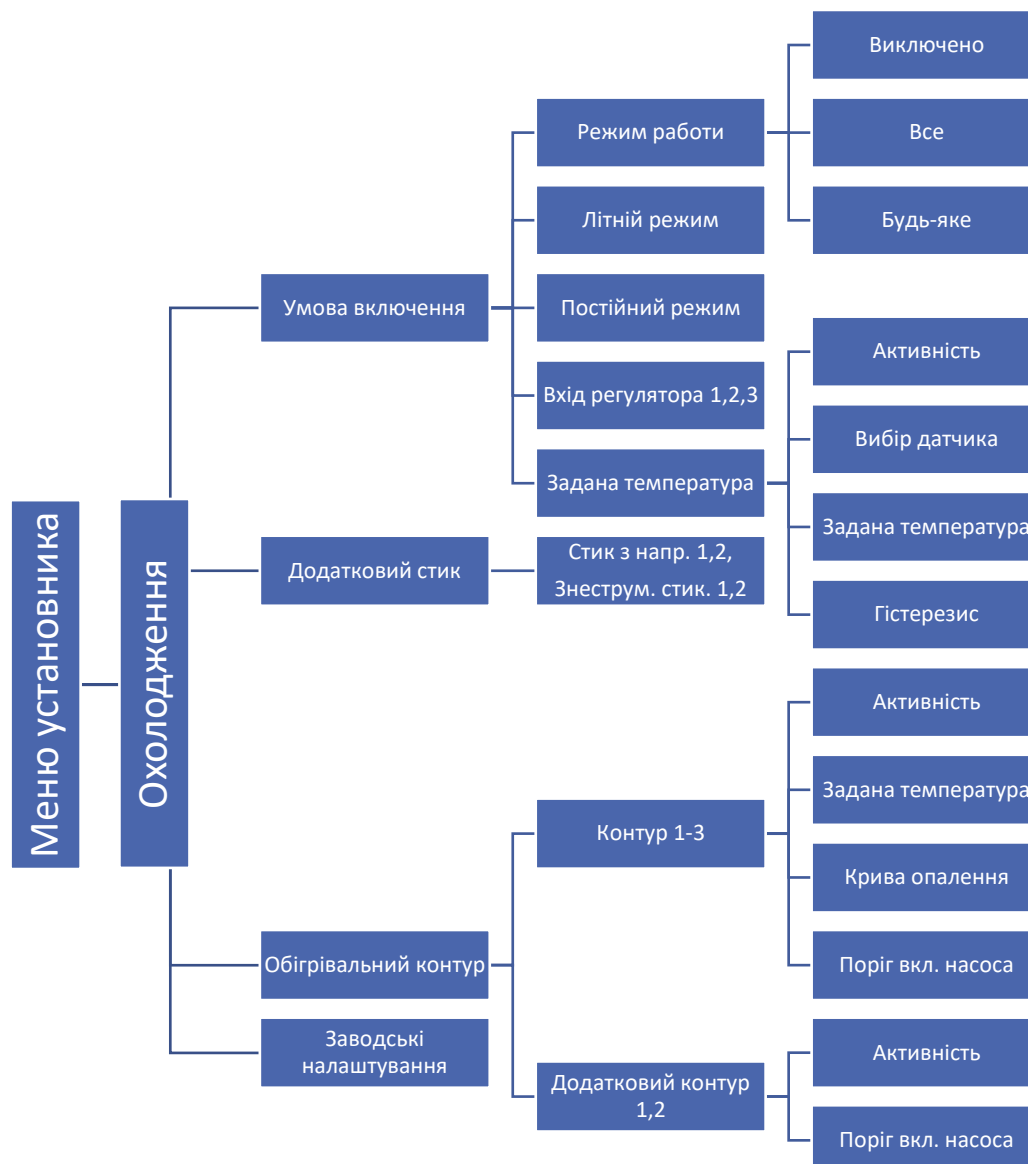 Меню установника
Охолодження
Умова включення
Режим работи
Виключено
Все
Будь-яке
Літній режим
Постійний режим
Вхід регулятора 1,2,3
Задана температура
Активність
Вибір датчика
Задана температура
Гістерезис
Додатковий стик
Стик з напр. 1,2,
Знеструм. стик. 1,2
Обігрівальний контур
Контур 1-3
Активність
Задана температура
Крива опалення
Поріг вкл. насоса
Додатковий контур
1,2
Активність
Поріг вкл. насоса
Заводські
налаштування